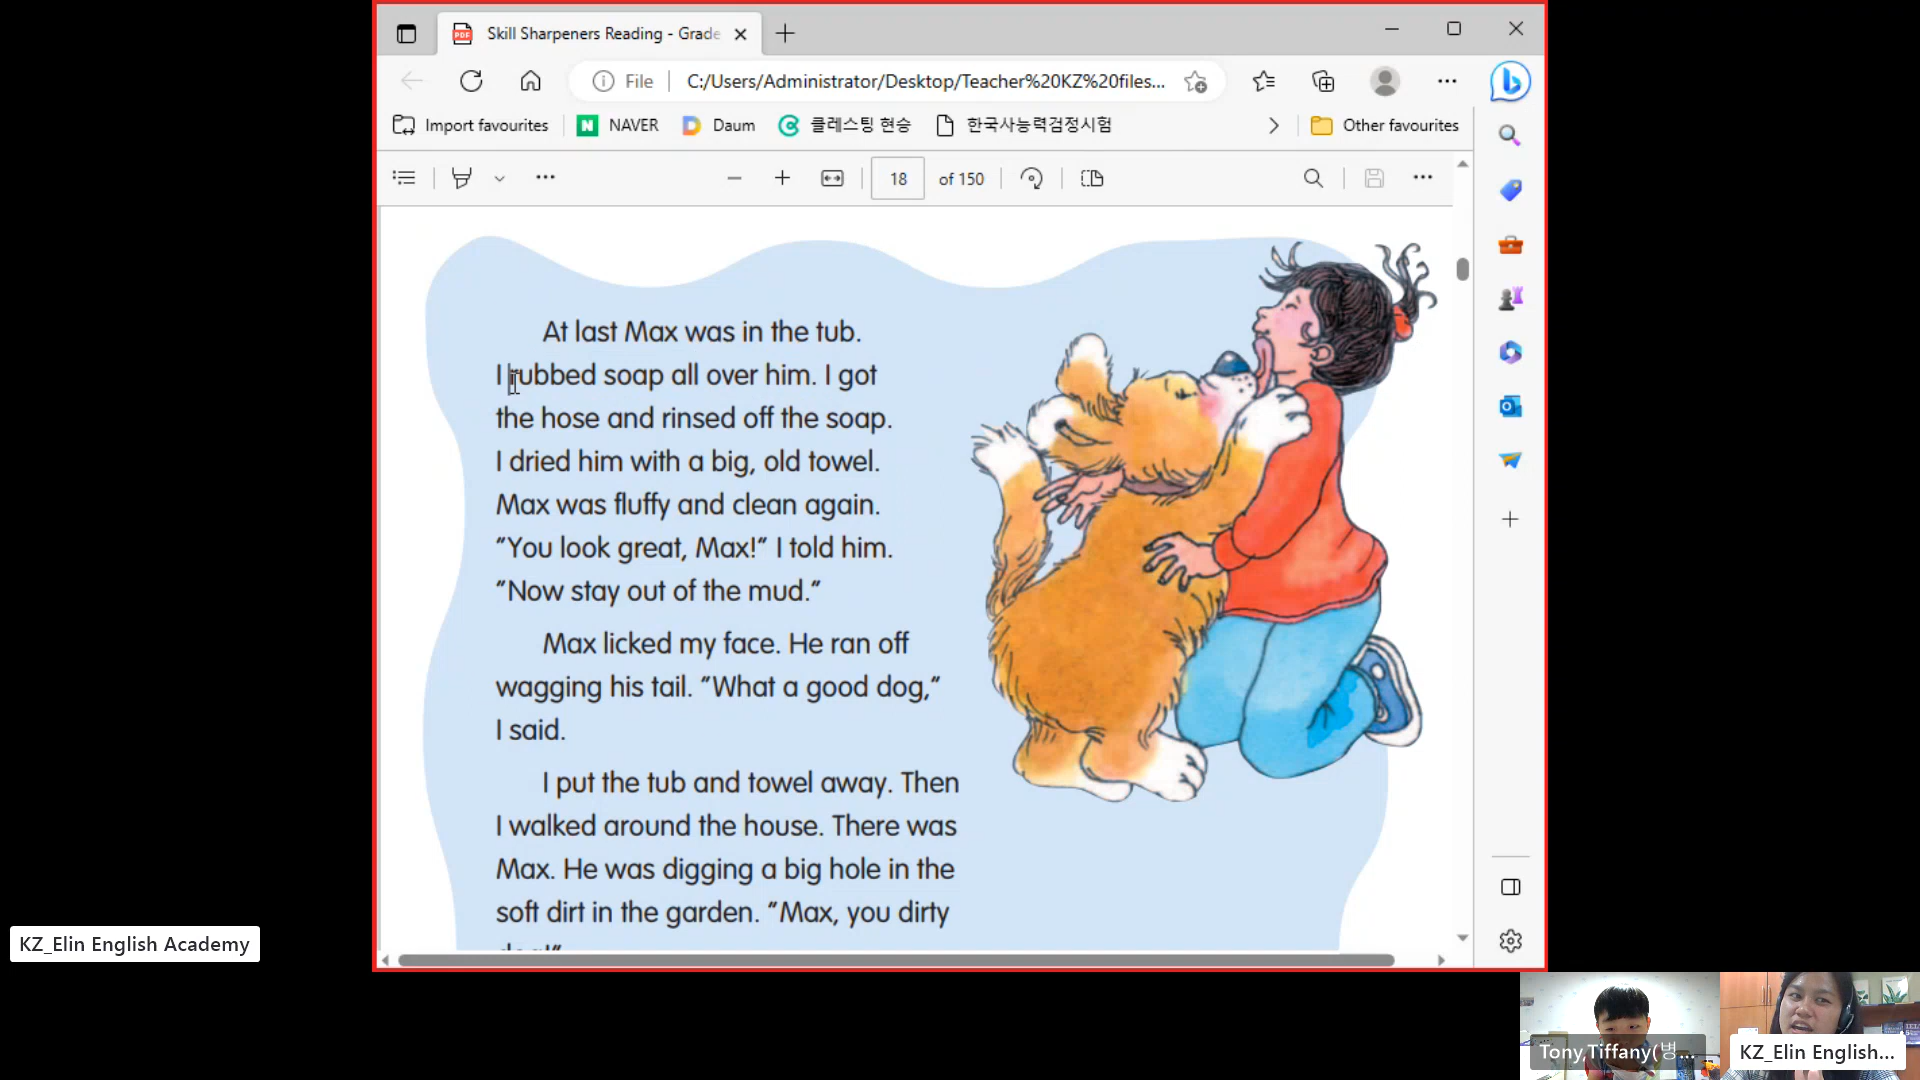 Skill Sharpeners Reading - Grade
File
C:/Users/Administrator/Desktop/Teacher%20KZ%20files...
Import favourites
NAVER
Daum
클레스팅 현승
한국사능력검정시험
Other favourites
18 of 150
At last Max was in the tub.
I rubbed soap all over him. I got
the hose and rinsed off the soap.
I dried him with a big, old towel.
Max was fluffy and clean again.
“You look great, Max!” I told him.
“Now stay out of the mud.”
Max licked my face. He ran off
wagging his tail. “What a good dog,”
I said.
I put the tub and towel away. Then
I walked around the house. There was
Max. He was digging a big hole in the
soft dirt in the garden. “Max, you dirty
KZ_Elin English Academy
Tony,Tiffany(병...
KZ_Elin English...